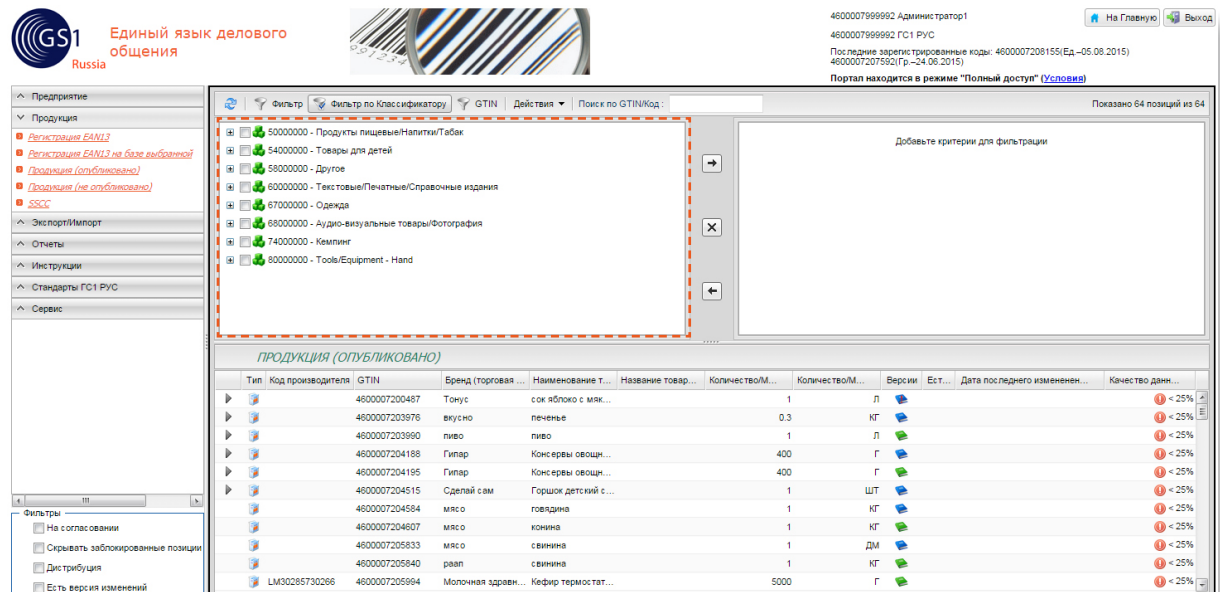 GS1
Russia
Единый язык делового
общения
4600007999992 Администратор1
На Главную
Выход
4600007999992 ГС1 РУС
Последние зарегистрированные коды: 4600007208155(Ед.–05.08.2015)
4600007207592(Гр.–24.06.2015)
Портал находится в режиме "Полный доступ" (Условия)
Предприятие
Продукция
Регистрация EAN13
Регистрация EAN13 на базе выбранной
Продукция (опубликовано)
Продукция (не опубликовано)
SSCC
Экспорт/Импорт
Отчеты
Инструкции
Стандарты ГС1 РУС
Сервис
Фильтры
На согласовании
Скрывать заблокированные позиции
Дистрибуция
Есть версия изменений
Фильтр Фильтр по Классификатору GTIN Действия Поиск по GTIN/Код : Показано 64 позиций из 64
50000000 - Продукты пищевые/Напитки/Табак
54000000 - Товары для детей
58000000 - Другое
60000000 - Текстовые/Печатные/Справочные издания
67000000 - Одежда
68000000 - Аудио-визуальные товары/Фотография
74000000 - Кемпинг
80000000 - Tools/Equipment - Hand
Добавьте критерии для фильтрации
ПРОДУКЦИЯ (ОПУБЛИКОВАНО)
Тип Код производителя GTIN Бренд (торговая ... Наименование т... Название товар... Количество/М... Количество/М... Версии Ест... Дата последнего измененен... Качество данн...
4600007200487 Тонус сок яблоко с мяк... 1 Л < 25%
4600007203976 вкусно печенье 0.3 КГ < 25%
4600007203990 пиво пиво 1 Л < 25%
4600007204188 Гипар Консервы овощн... 400 Г < 25%
4600007204195 Гипар Консервы овощн... 400 Г < 25%
4600007204515 Сделай сам Горшок детский с... 1 ШТ < 25%
4600007204584 мясо говядина 1 КГ < 25%
4600007204607 мясо конина 1 КГ < 25%
4600007205833 мясо свинина 1 ДМ < 25%
4600007205840 раап свинина 1 КГ < 25%
LM30285730266 4600007205994 Молочная здравн... Кефир термостат... 5000 Г < 25%